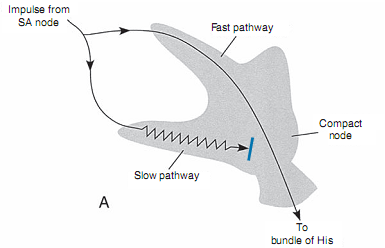 Impulse from
SA node
Fast pathway
Compact
node
Slow pathway
A
To
bundle of His